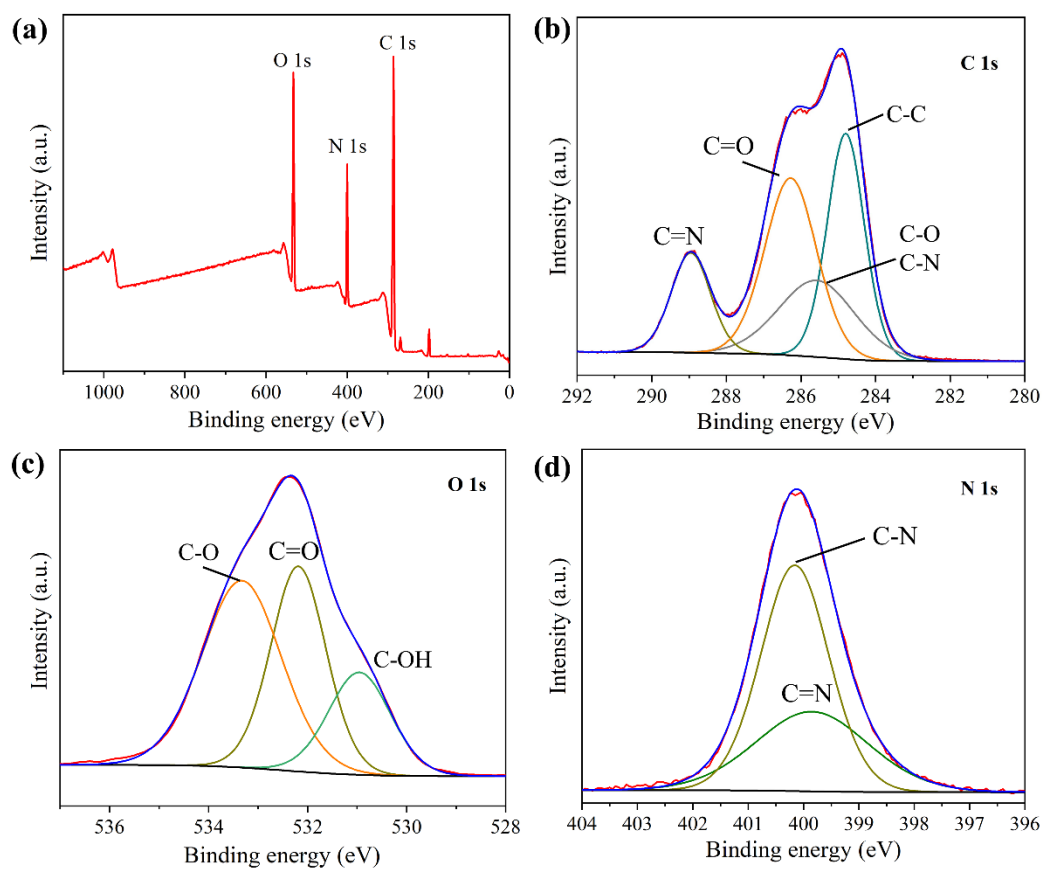 (a)
C 1s
O 1s
N 1s
Intensity (a.u.)
1000 800 600 400 200 0
Binding energy (eV)
(b)
C 1s
C-C
C=O
C-O
C-N
C=N
Intensity (a.u.)
292 290 288 286 284 282 280
Binding energy (eV)
(c)
O 1s
C-O
C=O
C-OH
Intensity (a.u.)
536 534 532 530 528
Binding energy (eV)
(d)
N 1s
C-N
C=N
Intensity (a.u.)
404 403 402 401 400 399 398 397 396
Binding energy (eV)